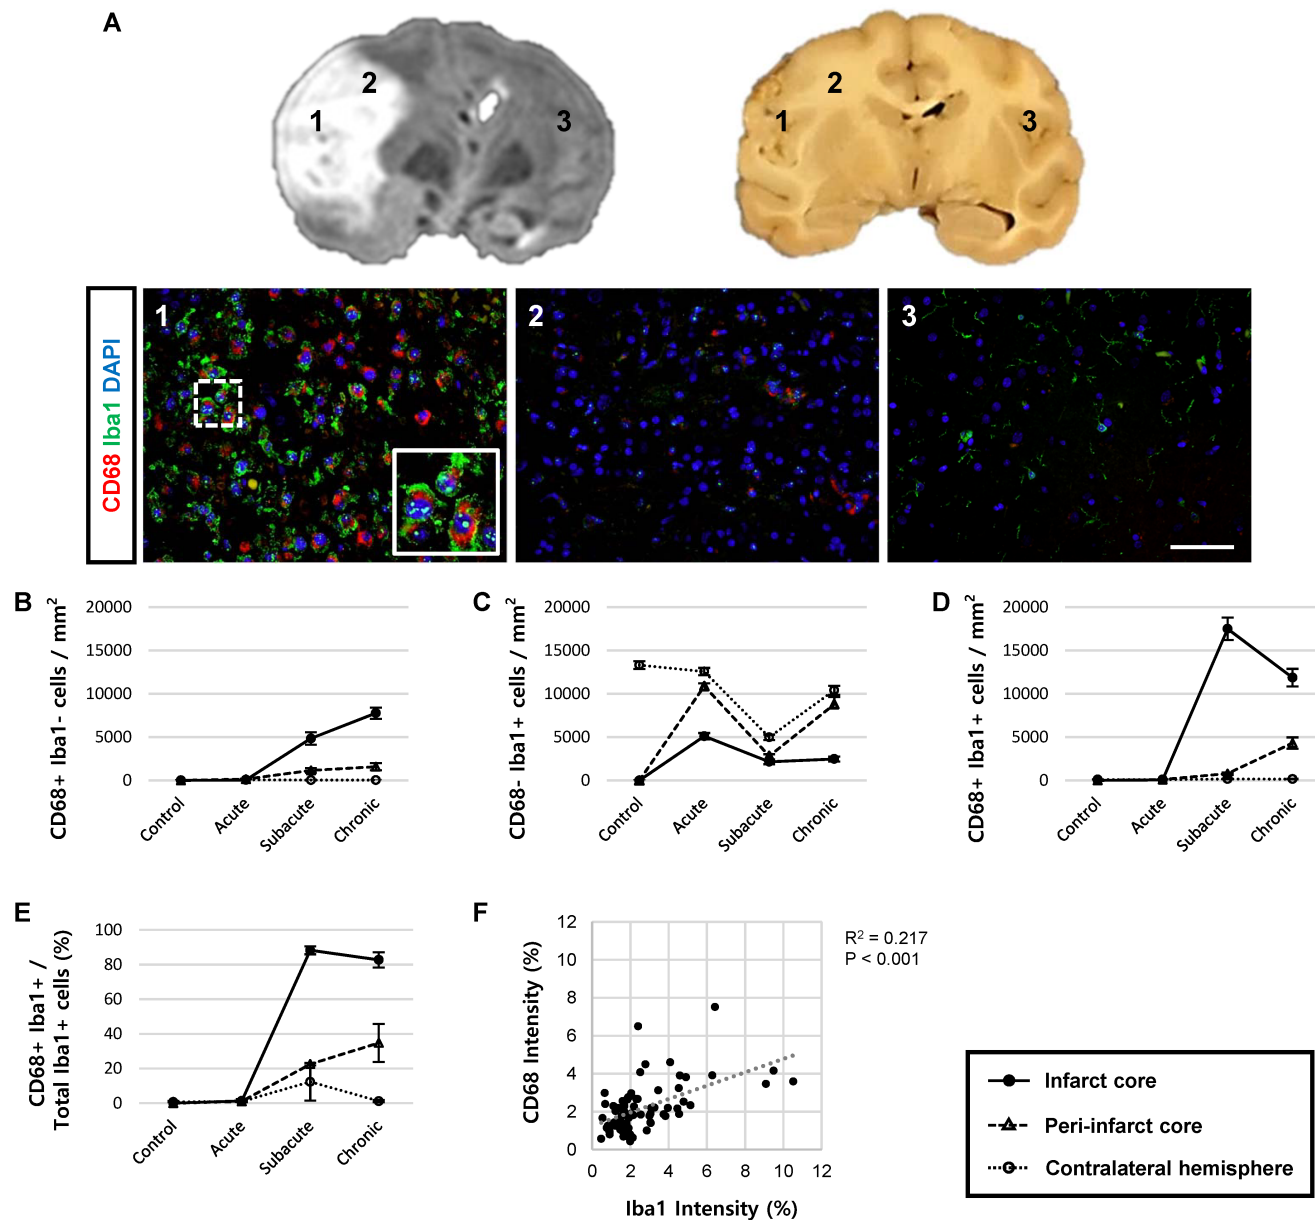 A
1
2
3
1
2
3
CD68 Iba1 DAPI
1
2
3
B
CD68+ Iba1- cells / mm2
20000
15000
10000
5000
0
Control
Acute
Subacute
Chronic
C
CD68- Iba1+ cells / mm2
20000
15000
10000
5000
0
Control
Acute
Subacute
Chronic
D
CD68+ Iba1+ cells / mm2
20000
15000
10000
5000
0
Control
Acute
Subacute
Chronic
E
CD68+ Iba1+ /
Total Iba1+ cells (%)
100
80
60
40
20
0
Control
Acute
Subacute
Chronic
F
CD68 Intensity (%)
12
10
8
6
4
2
0
0 2 4 6 8 10 12
Iba1 Intensity (%)
R2 = 0.217
P < 0.001
Infarct core
Peri-infarct core
Contralateral hemisphere